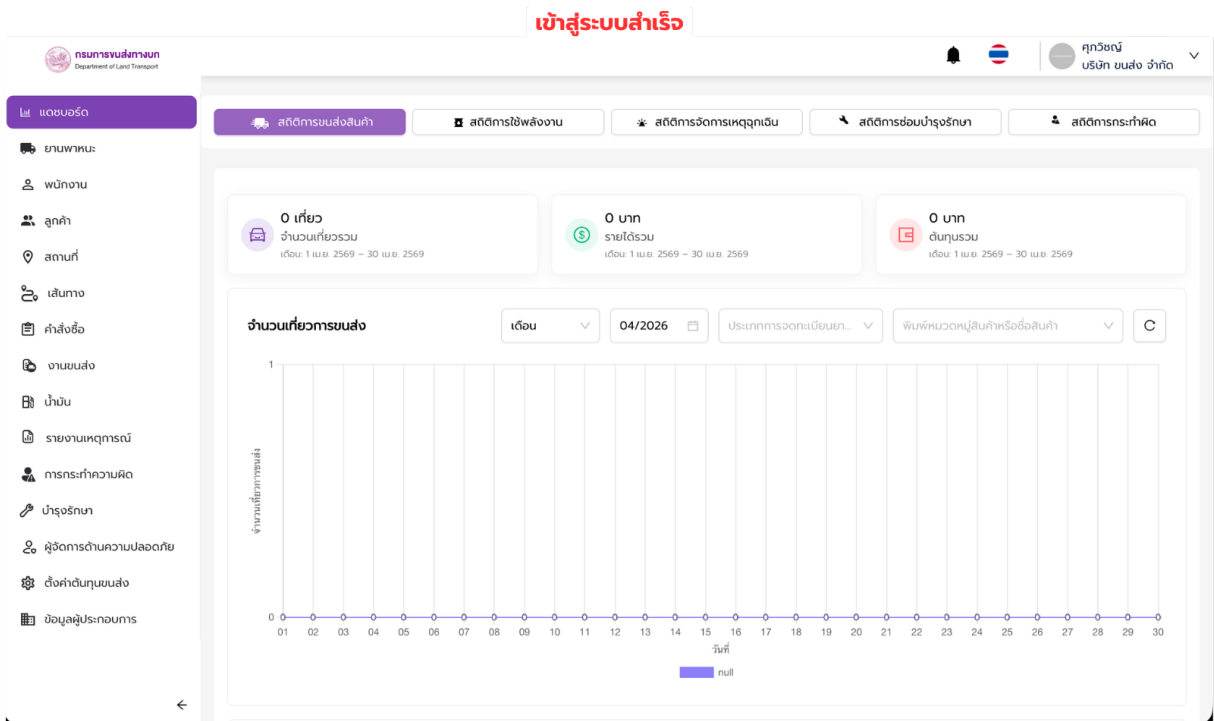 เข้าสู่ระบบสำเร็จ
กรมการขนส่งทางบก
Department of Land Transport
ศุภวิชญ์
บริษัท ขนส่ง จำกัด
แดชบอร์ด
ยานพาหนะ
พนักงาน
ลูกค้า
สถานที่
เส้นทาง
คำสั่งซื้อ
งานขนส่ง
น้ำมัน
รายงานเหตุการณ์
การกระทำความผิด
บำรุงรักษา
ผู้จัดการด้านความปลอดภัย
ตั้งค่าต้นทุนขนส่ง
ข้อมูลผู้ประกอบการ
สถิติการขนส่งสินค้า
สถิติการใช้พลังงาน
สถิติการจัดการเหตุฉุกเฉิน
สถิติการซ่อมบำรุงรักษา
สถิติการกระทำผิด
0 เที่ยว
จำนวนเที่ยวรวม
เดือน: 1 เม.ย. 2569 – 30 เม.ย. 2569
0 บาท
รายได้รวม
เดือน: 1 เม.ย. 2569 – 30 เม.ย. 2569
0 บาท
ต้นทุนรวม
เดือน: 1 เม.ย. 2569 – 30 เม.ย. 2569
จำนวนเที่ยวการขนส่ง
เดือน
04/2026
ประเภทการจดทะเบียนยา...
พิมพ์หมวดหมู่สินค้าหรือชื่อสินค้า
1
จำนวนเที่ยวการขนส่ง
0
01 02 03 04 05 06 07 08 09 10 11 12 13 14 15 16 17 18 19 20 21 22 23 24 25 26 27 28 29 30
วันที่
null